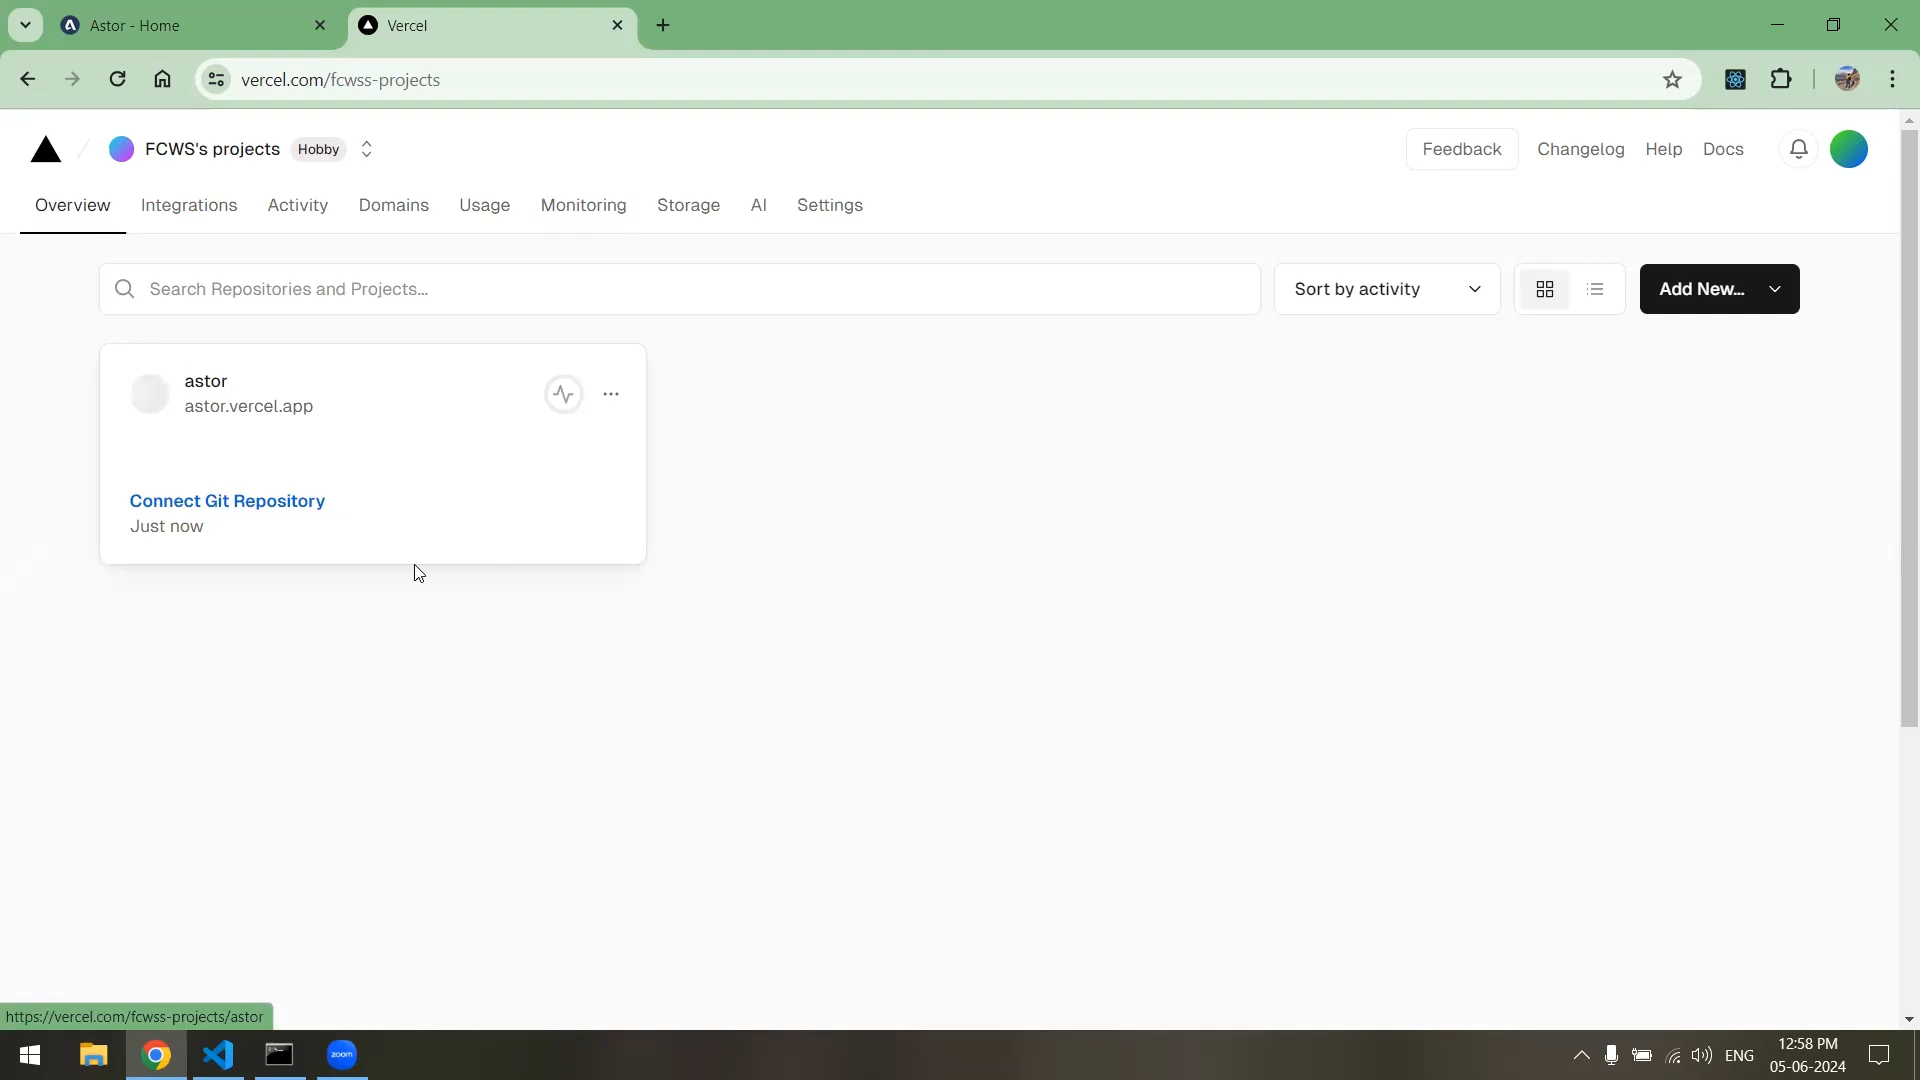 Astor - Home
Vercel
vercel.com/fcwss-projects
FCWS's projects Hobby
Feedback Changelog Help Docs
Overview Integrations Activity Domains Usage Monitoring Storage AI Settings
Search Repositories and Projects...
Sort by activity
Add New...
astor
astor.vercel.app
Connect Git Repository
Just now
https://vercel.com/fcwss-projects/astor
zoom
ENG
12:58 PM
05-06-2024